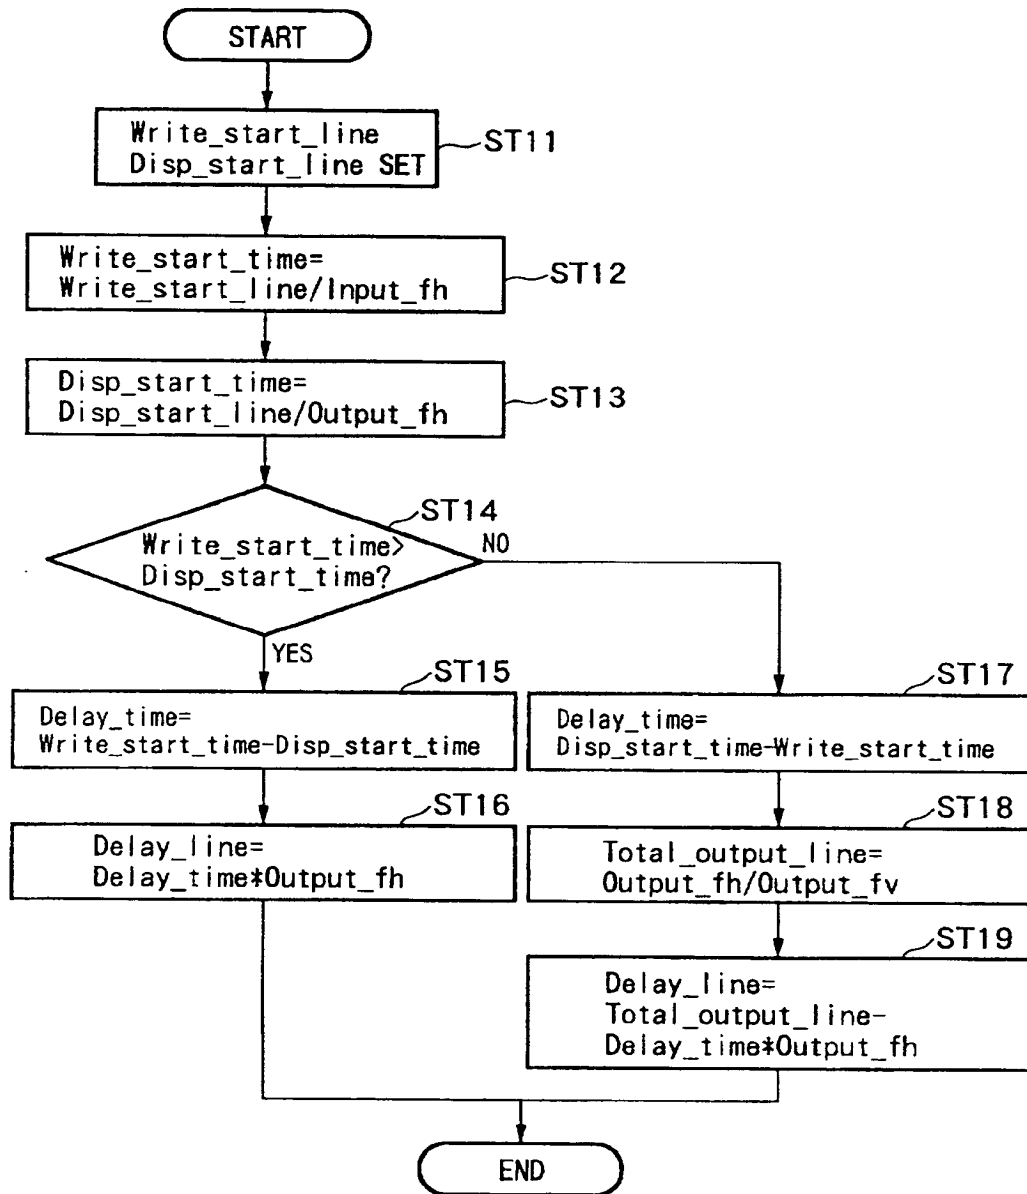 START
Write_start_line
Disp_start_line SET
ST11
Write_start_time=
Write_start_line/Input_fh
ST12
Disp_start_time=
Disp_start_line/Output_fh
ST13
ST14
Write_start_time>
Disp_start_time?
NO
YES
ST15
Delay_time=
Write_start_time-Disp_start_time
ST16
Delay_line=
Delay_time*Output_fh
ST17
Delay_time=
Disp_start_time-Write_start_time
ST18
Total_output_line=
Output_fh/Output_fv
ST19
Delay_line=
Total_output_line-
Delay_time*Output_fh
END